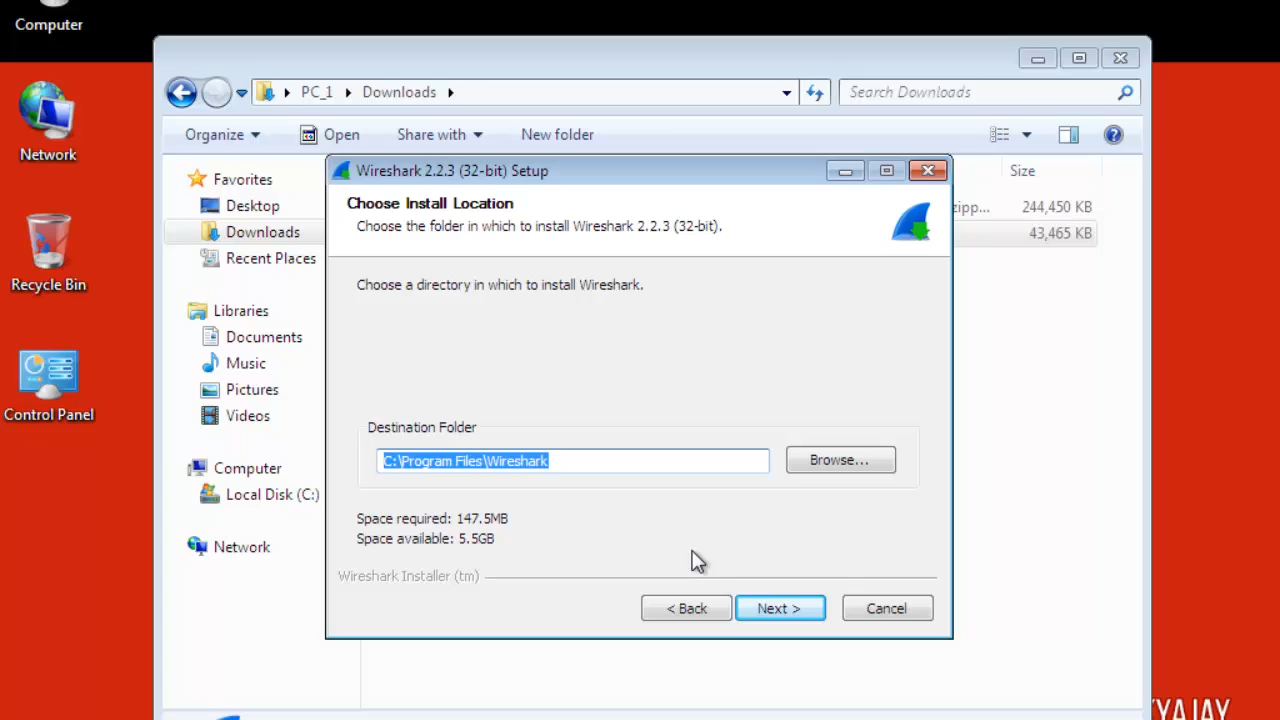 Computer
Network
Recycle Bin
Control Panel
PC_1 Downloads
Search Downloads
Organize Open Share with New folder
Favorites
Desktop
Downloads
Recent Places
Libraries
Documents
Music
Pictures
Videos
Computer
Local Disk (C:)
Network
Size
244,450 KB
43,465 KB
Wireshark 2.2.3 (32-bit) Setup
Choose Install Location
Choose the folder in which to install Wireshark 2.2.3 (32-bit).
Choose a directory in which to install Wireshark.
Destination Folder
C:\Program Files\Wireshark
Browse...
Space required: 147.5MB
Space available: 5.5GB
Wireshark Installer (tm)
< Back Next > Cancel